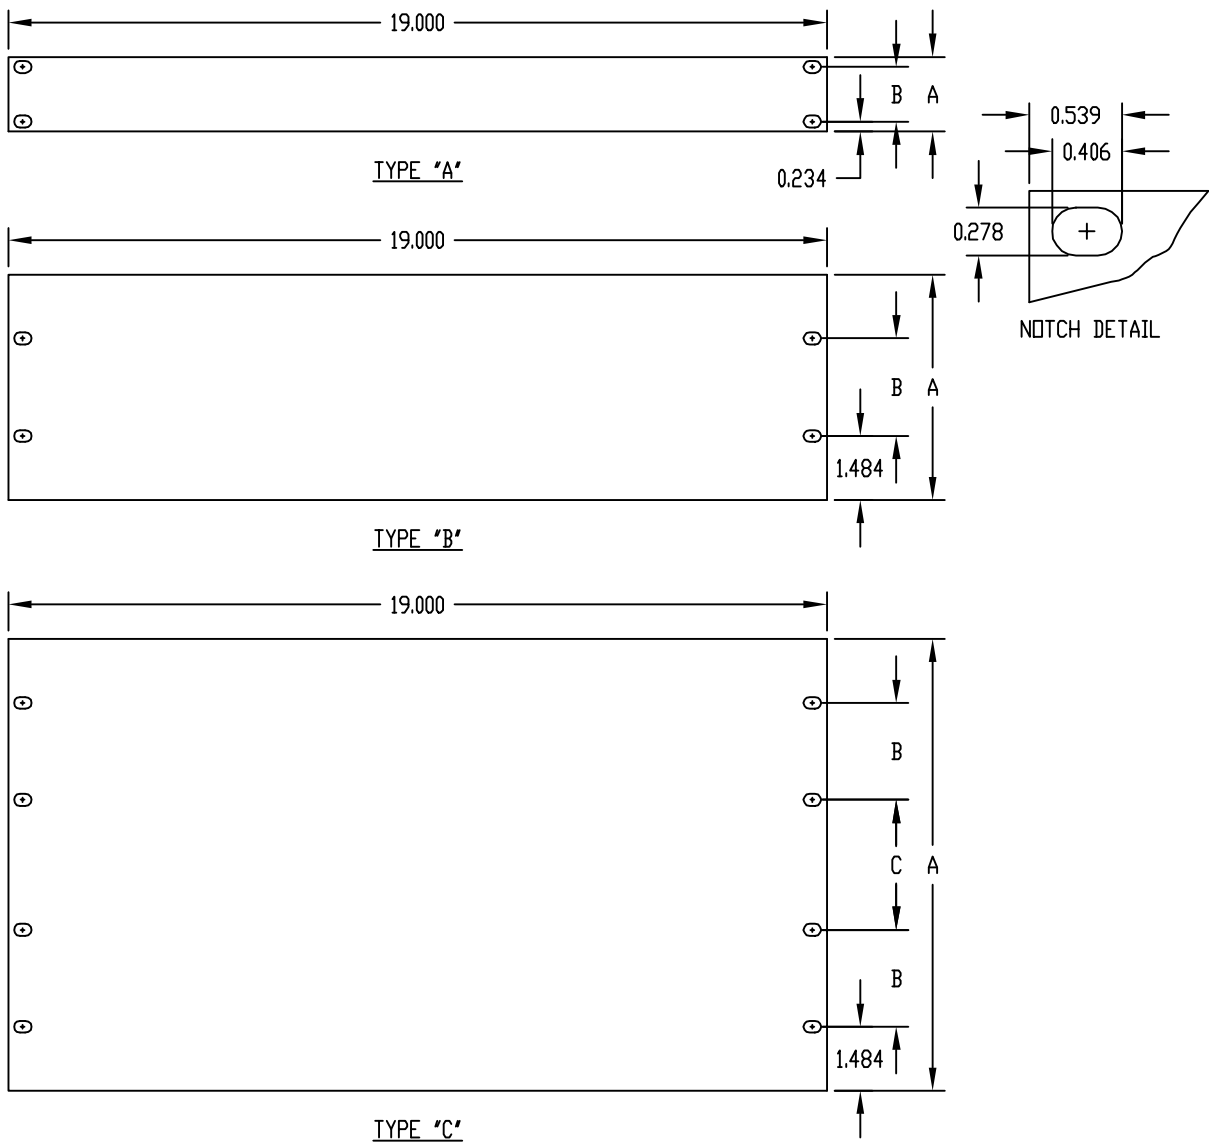 19.000
B A
0.539
0.406
TYPE "A"
0.234
19.000
0.278
NOTCH DETAIL
B A
1.484
TYPE "B"
19.000
B
C A
B
1.484
TYPE "C"